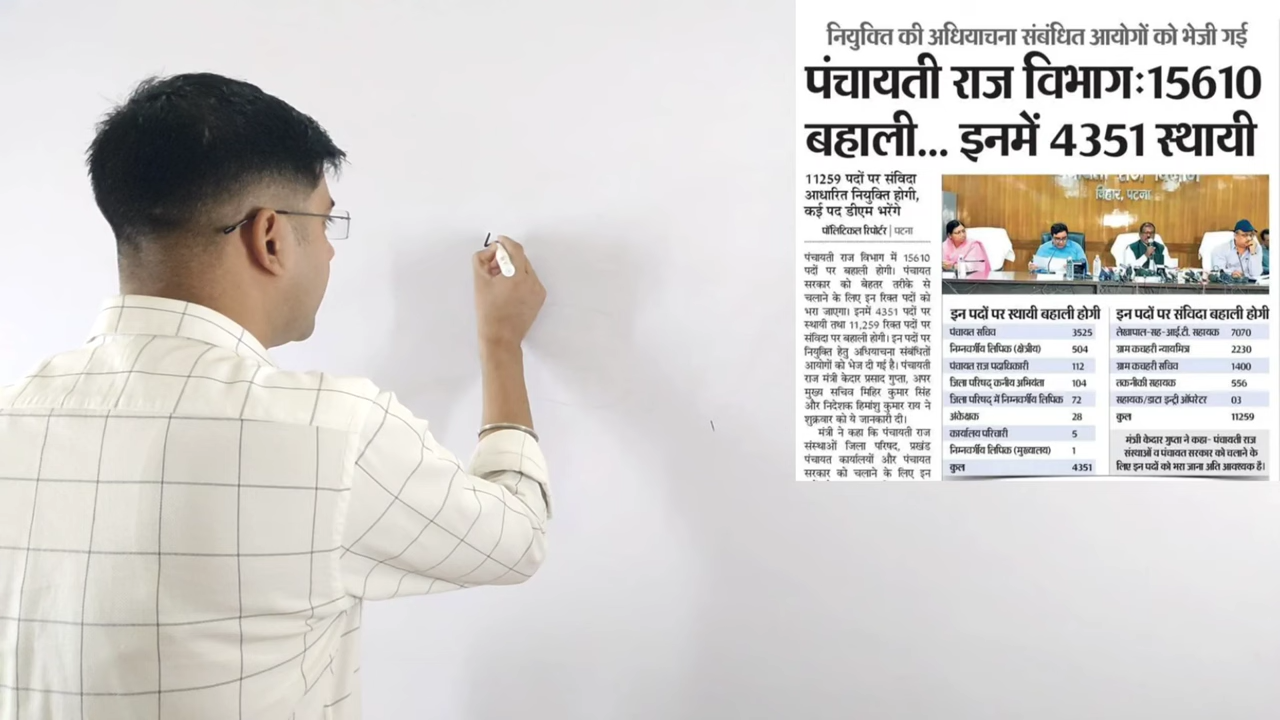 नियुक्ति की अधियाचना संबंधित आयोगों को भेजी गई
पंचायती राज विभाग:15610
बहाली... इनमें 4351 स्थायी
11259 पदों पर संविदा
आधारित नियुक्ति होगी,
कई पद डीएम भरेंगे
पॉलिटिकल रिपोर्टर | पटना
पंचायती राज विभाग में 15610
पदों पर बहाली होगी। पंचायत
सरकार को बेहतर तरीके से
चलाने के लिए इन रिक्त पदों को
भरा जाएगा। इनमें 4351 पदों पर
स्थायी तथा 11,259 रिक्त पदों पर
संविदा पर बहाली होगी। इन पदों पर
नियुक्ति हेतु अधियाचना संबंधितों
आयोगों को भेज दी गई है। पंचायती
राज मंत्री केदार प्रसाद गुप्ता, अपर
मुख्य सचिव मिहिर कुमार सिंह
और निदेशक हिमांशु कुमार राय ने
शुक्रवार को ये जानकारी दी।
मंत्री ने कहा कि पंचायती राज
संस्थाओं जिला परिषद, प्रखंड
पंचायत कार्यालयों और पंचायत
सरकार को चलाने के लिए इन
बिहार, पटना
इन पदों पर स्थायी बहाली होगी
पंचायत सचिव 3525
निम्नवर्गीय लिपिक (क्षेत्रीय) 504
पंचायत राज पदाधिकारी 112
जिला परिषद् कनीय अभियंता 104
जिला परिषद् में निम्नवर्गीय लिपिक 72
अंकेक्षक 28
कार्यालय परिचारी 5
निम्नवर्गीय लिपिक (मुख्यालय) 1
कुल 4351
इन पदों पर संविदा बहाली होगी
लेखापाल-सह-आई.टी. सहायक 7070
ग्राम कचहरी न्यायमित्र 2230
ग्राम कचहरी सचिव 1400
तकनीकी सहायक 556
सहायक/डाटा इन्ट्री ऑपरेटर 03
कुल 11259
मंत्री केदार गुप्ता ने कहा- पंचायती राज
संस्थाओं व पंचायत सरकार को चलाने के
लिए इन पदों को भरा जाना अति आवश्यक है।